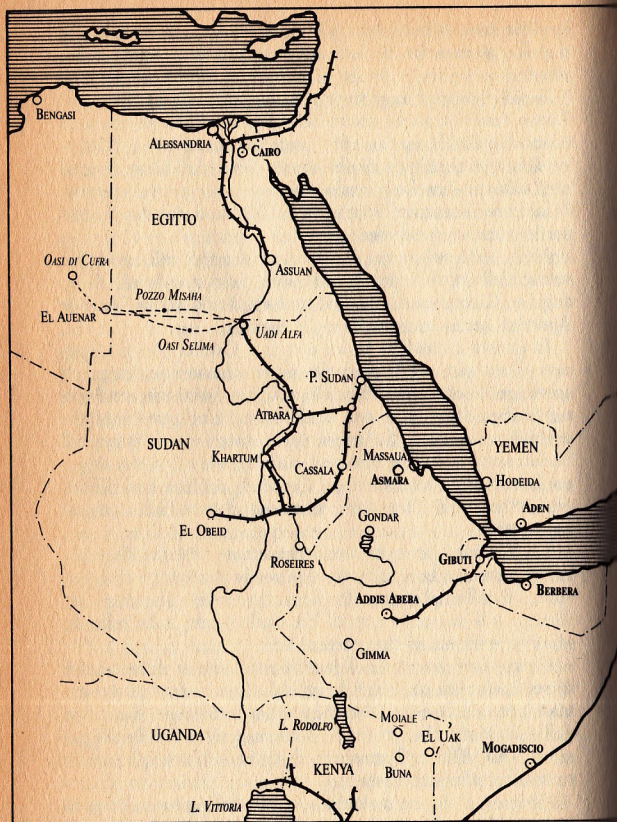 BENGASI
ALESSANDRIA
CAIRO
EGITTO
OASI DI CUFRA
ASSUAN
POZZO MISAHA
EL AUENAR
UADI ALFA
OASI SELIMA
P. SUDAN
ATBARA
SUDAN
YEMEN
KHARTUM
MASSAUA
CASSALA
ASMARA
HODEIDA
ADEN
EL OBEID
GONDAR
GIBUTI
ROSEIRES
BERBERA
ADDIS ABEBA
GIMMA
L. RODOLFO
MOIALE
UGANDA
EL UAK
MOGADISCIO
KENYA
BUNA
L. VITTORIA